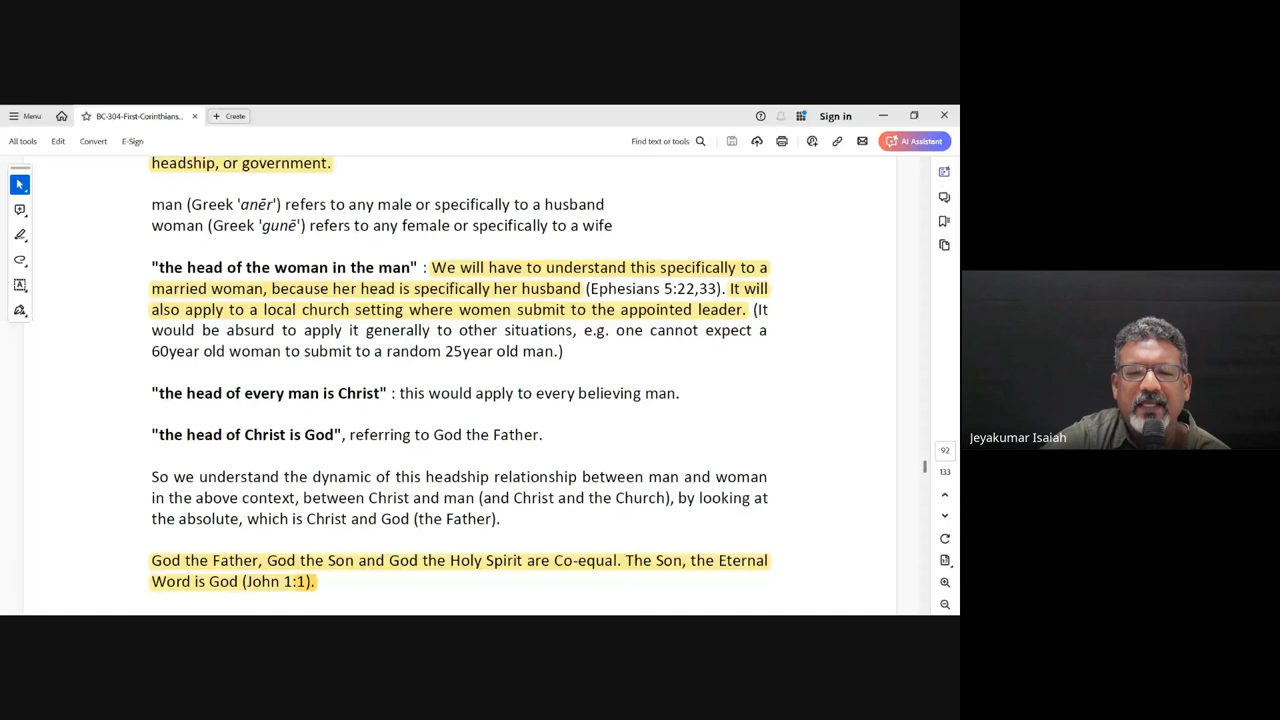 Menu
BC-304-First-Corinthians...
Create
Sign in
All tools
Edit
Convert
E-Sign
Find text or tools
AI Assistant
headship, or government.
man (Greek 'anēr') refers to any male or specifically to a husband
woman (Greek 'gunē') refers to any female or specifically to a wife
"the head of the woman in the man" : We will have to understand this specifically to a
married woman, because her head is specifically her husband (Ephesians 5:22,33). It will
also apply to a local church setting where women submit to the appointed leader. (It
would be absurd to apply it generally to other situations, e.g. one cannot expect a
60year old woman to submit to a random 25year old man.)
"the head of every man is Christ" : this would apply to every believing man.
"the head of Christ is God", referring to God the Father.
So we understand the dynamic of this headship relationship between man and woman
in the above context, between Christ and man (and Christ and the Church), by looking at
the absolute, which is Christ and God (the Father).
God the Father, God the Son and God the Holy Spirit are Co-equal. The Son, the Eternal
Word is God (John 1:1).
92
133
Jeyakumar Isaiah